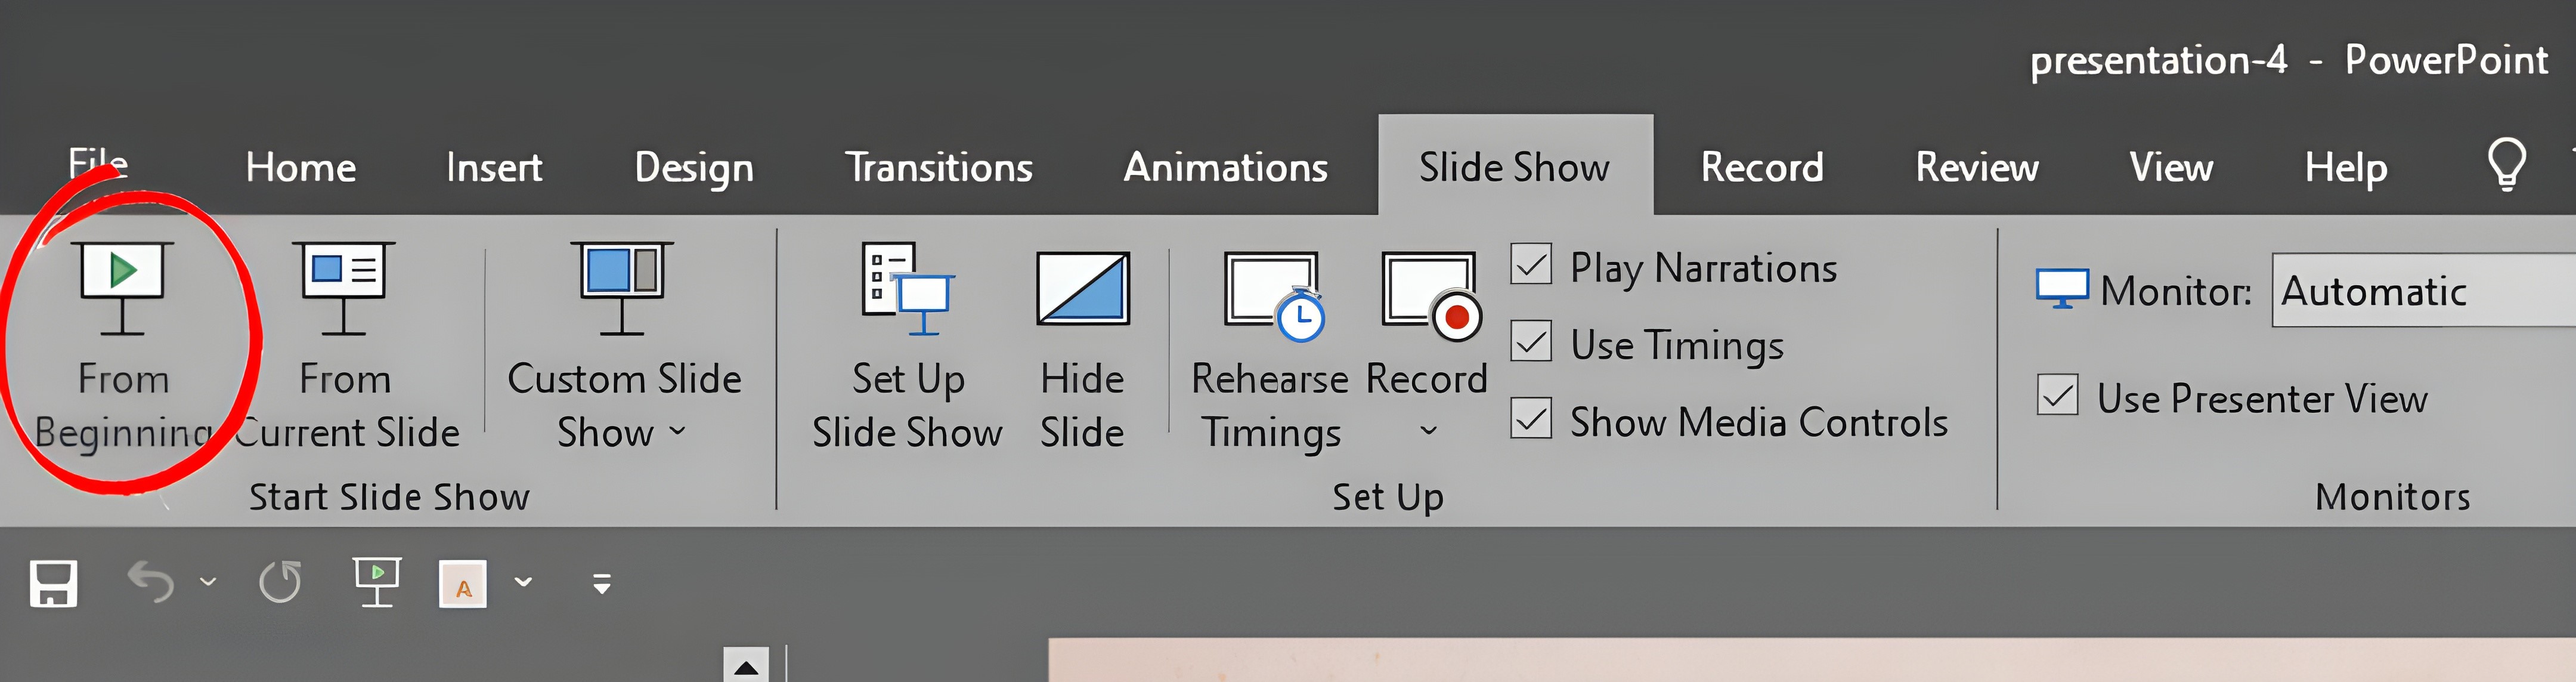 presentation-4 - PowerPoint
File Home Insert Design Transitions Animations Slide Show Record Review View Help
From Beginning
From Current Slide
Custom Slide Show
Start Slide Show
Set Up Slide Show
Hide Slide
Rehearse Timings
Record
Play Narrations
Use Timings
Show Media Controls
Set Up
Monitor: Automatic
Use Presenter View
Monitors
A